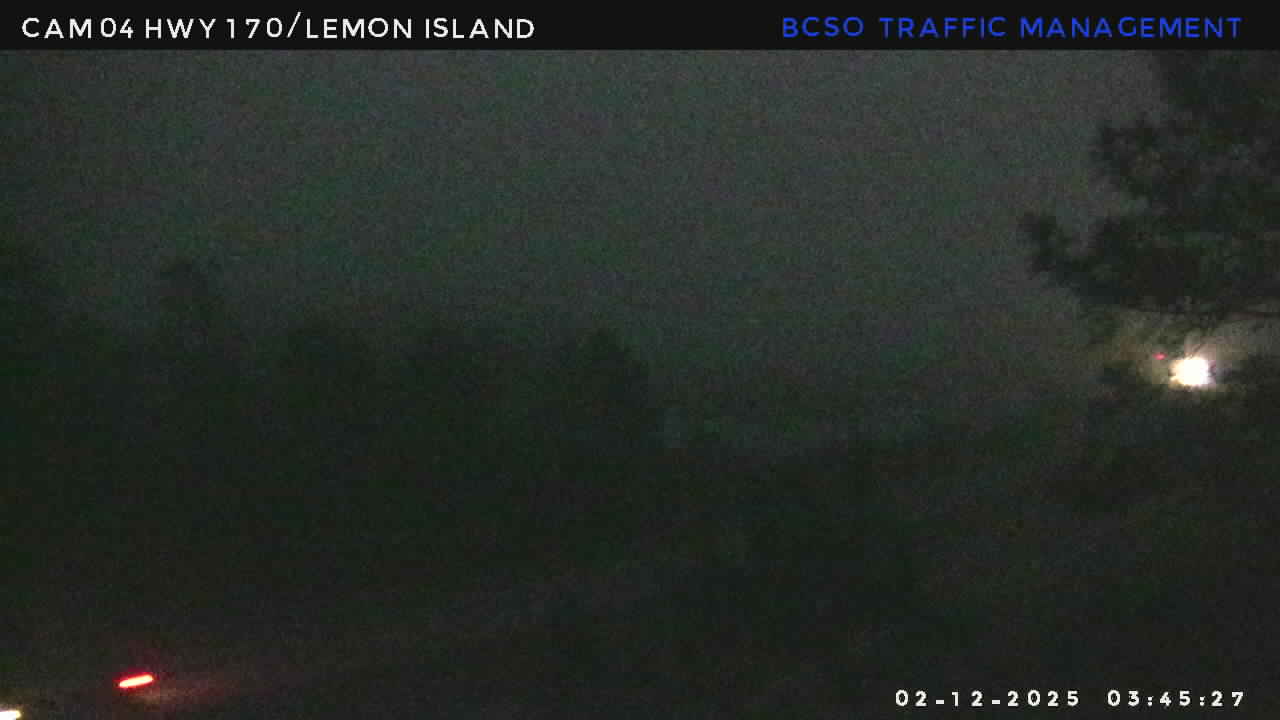 CAM04 HWY 170/LEMON ISLAND
BCSO TRAFFIC MANAGEMENT
02-12-2025 03:45:27